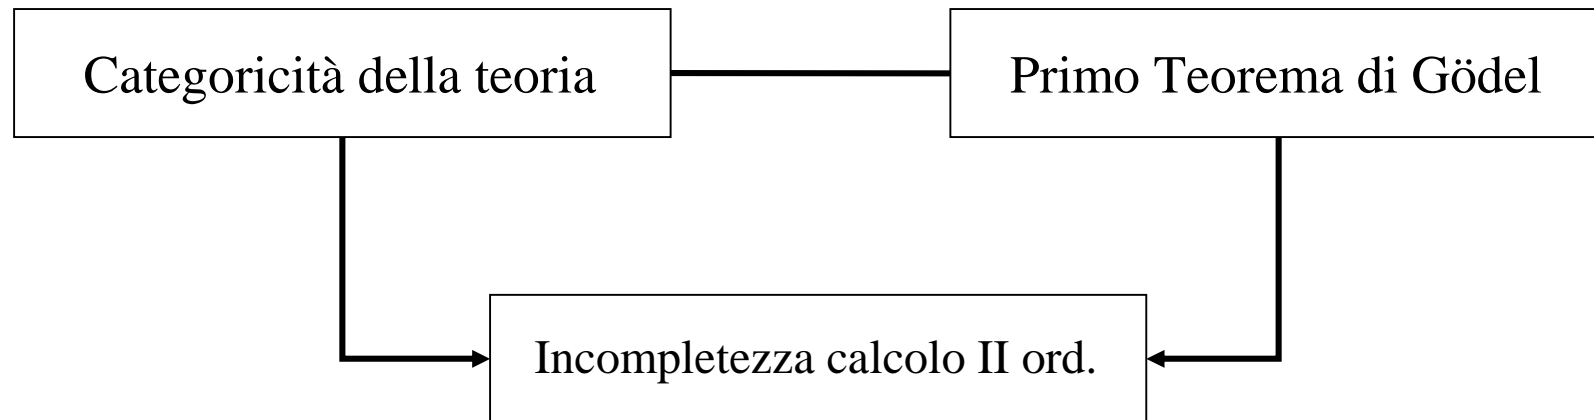 Categoricità della teoria
Primo Teorema di Gödel
Incompletezza calcolo II ord.